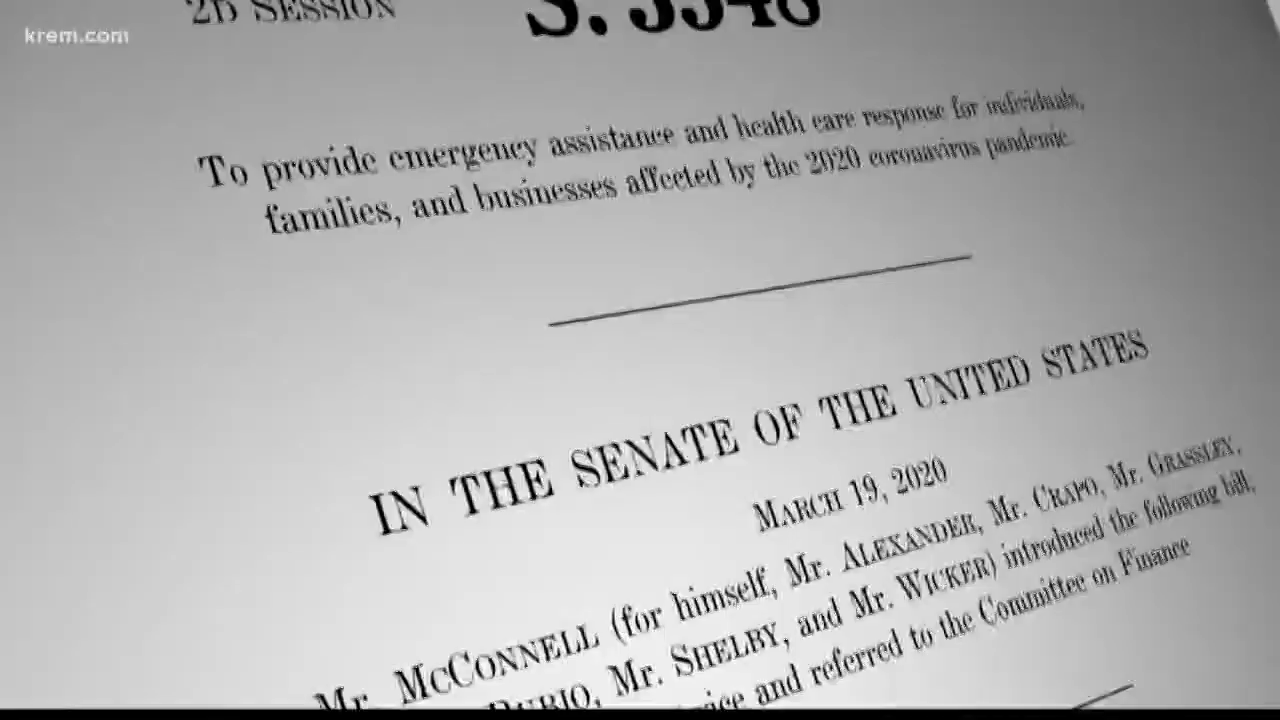 krem.com
2D SESSION
To provide emergency assistance and health care response for individuals,
families, and businesses affected by the 2020 coronavirus pandemic.
IN THE SENATE OF THE UNITED STATES
MARCH 19, 2020
Mr. MCCONNELL (for himself, Mr. ALEXANDER, Mr. CRAPO, Mr. GRASSLEY,
Mr. SHELBY, and Mr. WICKER) introduced the following bill;
and referred to the Committee on Finance